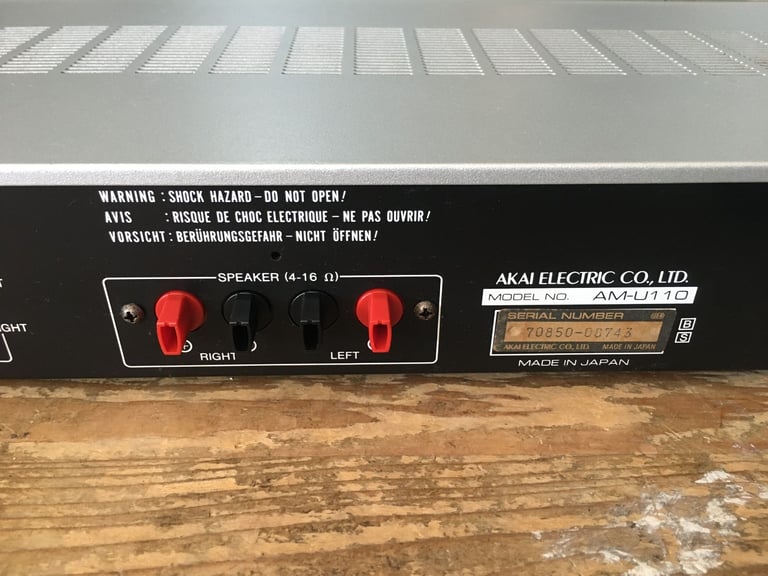 WARNING : SHOCK HAZARD – DO NOT OPEN!
AVIS : RISQUE DE CHOC ELECTRIQUE – NE PAS OUVRIR!
VORSICHT : BERÜHRUNGSGEFAHR – NICHT ÖFFNEN!
SPEAKER (4-16 Ω)
RIGHT
LEFT
AKAI ELECTRIC CO., LTD.
MODEL NO. AM-U110
SERIAL NUMBER
AKAI ELECTRIC CO., LTD. MADE IN JAPAN
B
S
MADE IN JAPAN